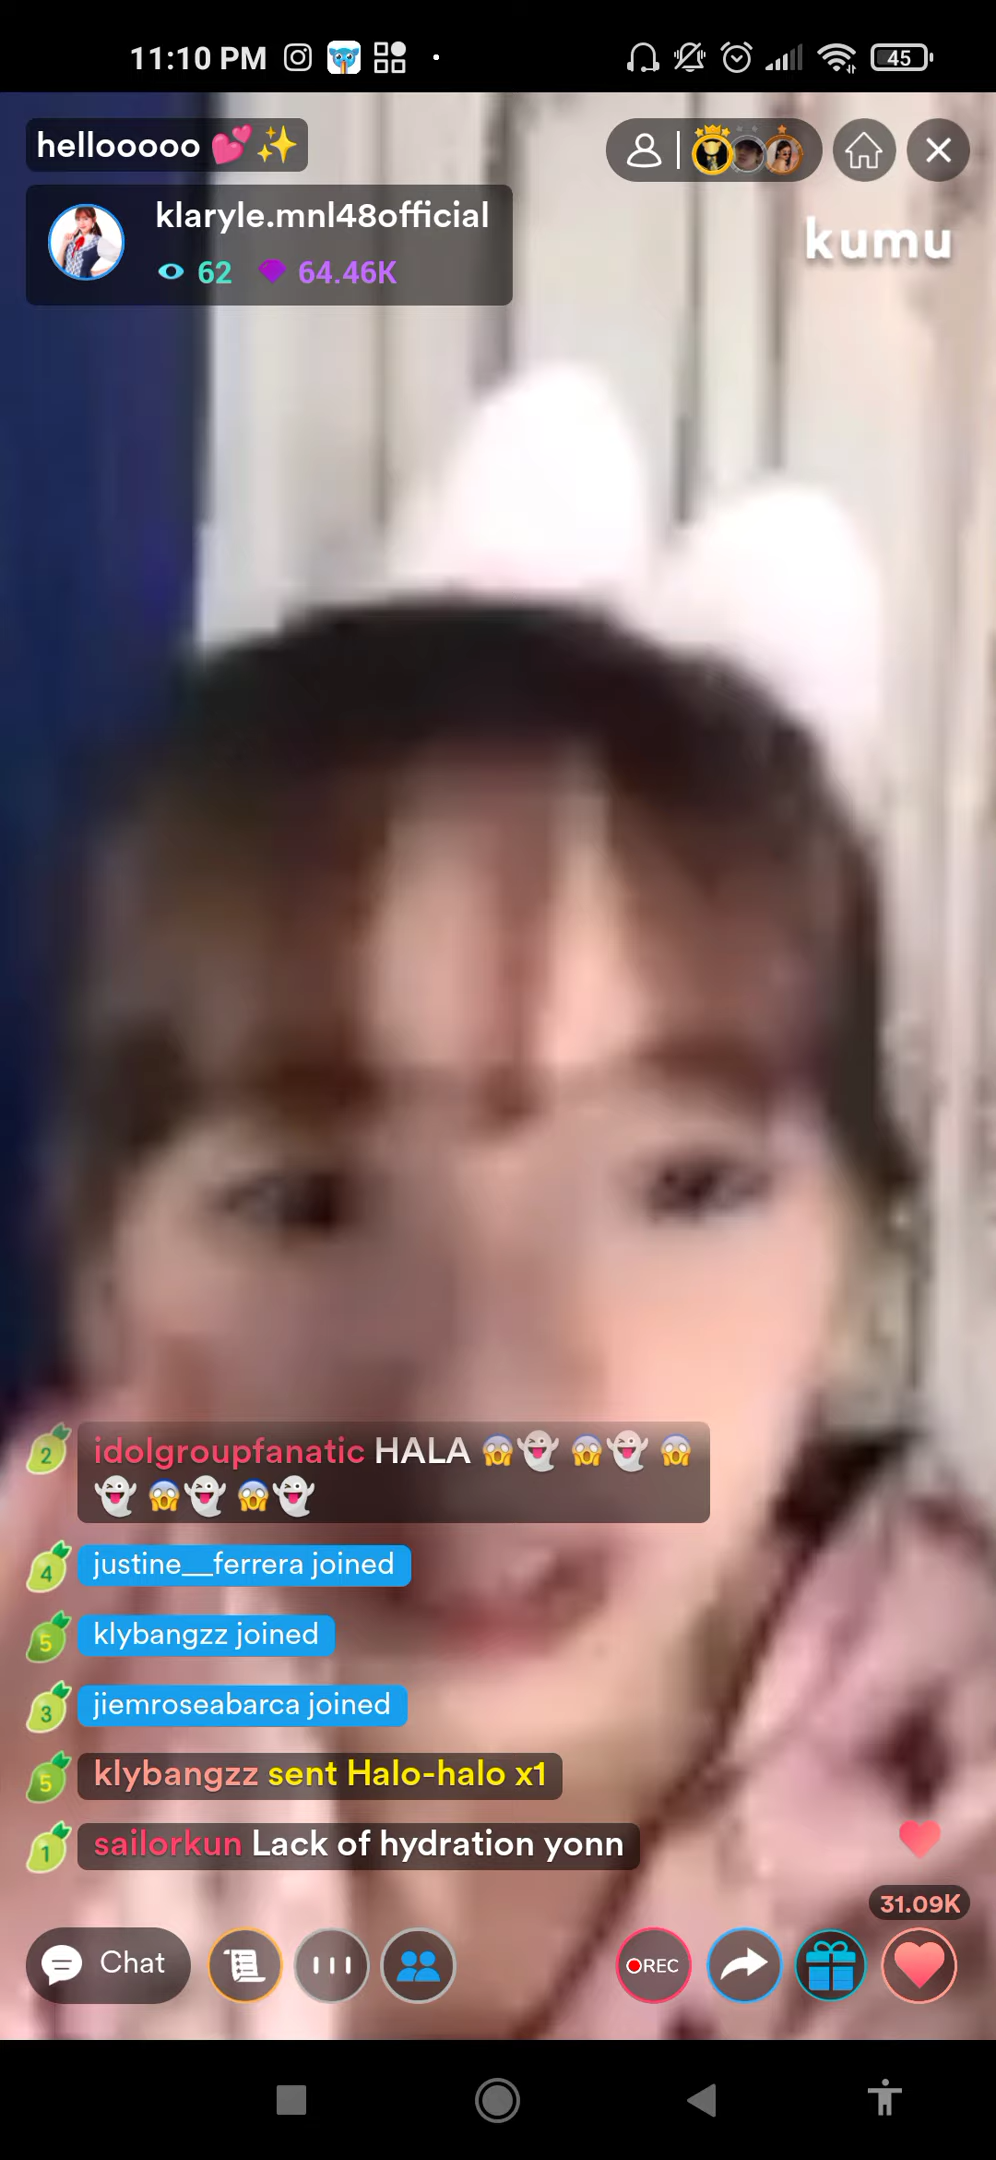 11:10 PM
45
hellooooo 💕✨
klaryle.mnl48official
62 64.46K
kumu
2 idolgroupfanatic HALA 😱👻 😱👻 😱
👻 😱👻 😱👻
4 justine__ferrera joined
5 klybangzz joined
3 jiemroseabarca joined
5 klybangzz sent Halo-halo x1
1 sailorkun Lack of hydration yonn
31.09K
Chat
REC